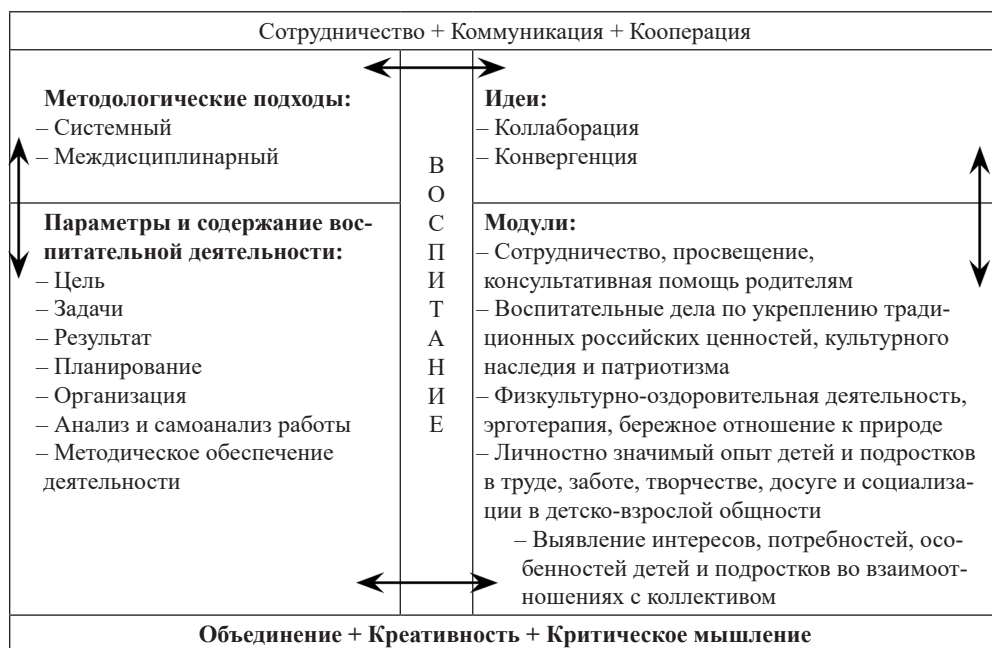 Сотрудничество + Коммуникация + Кооперация
Методологические подходы:
– Системный
– Междисциплинарный
Параметры и содержание вос-
питательной деятельности:
– Цель
– Задачи
– Результат
– Планирование
– Организация
– Анализ и самоанализ работы
– Методическое обеспечение
деятельности
В
О
С
П
И
Т
А
Н
И
Е
Идеи:
– Коллаборация
– Конвергенция
Модули:
– Сотрудничество, просвещение,
консультативная помощь родителям
– Воспитательные дела по укреплению тради-
ционных российских ценностей, культурного
наследия и патриотизма
– Физкультурно-оздоровительная деятельность,
эрготерапия, бережное отношение к природе
– Личностно значимый опыт детей и подростков
в труде, заботе, творчестве, досуге и социализа-
ции в детско-взрослой общности
– Выявление интересов, потребностей, осо-
бенностей детей и подростков во взаимоот-
ношениях с коллективом
Объединение + Креативность + Критическое мышление